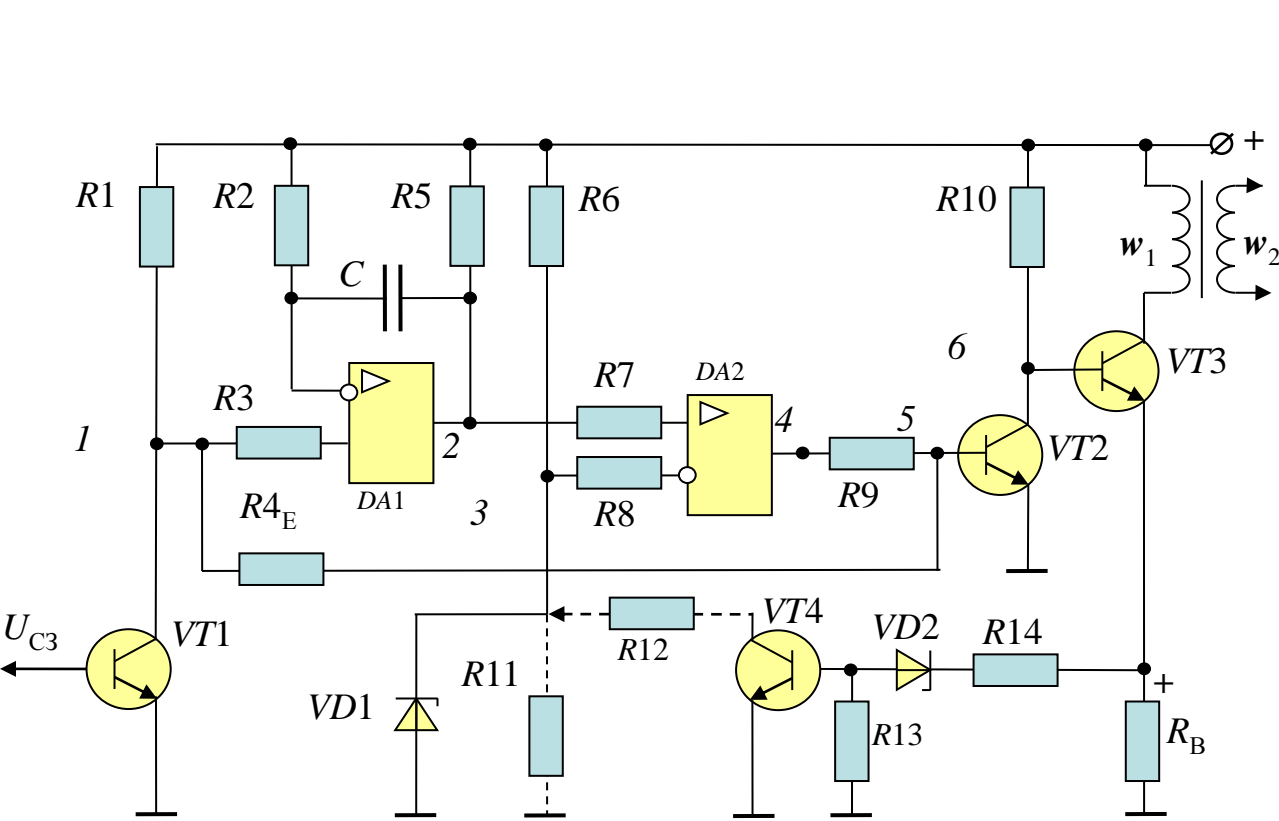 +
R1
R2
R5
R6
R10
w1
w2
C
6
VT3
R7
DA2
R3
1
2
4
5
VT2
DA1
R9
R4E
3
R8
UC3
VT1
VT4
VD2
R14
R12
R11
+
VD1
R13
RB